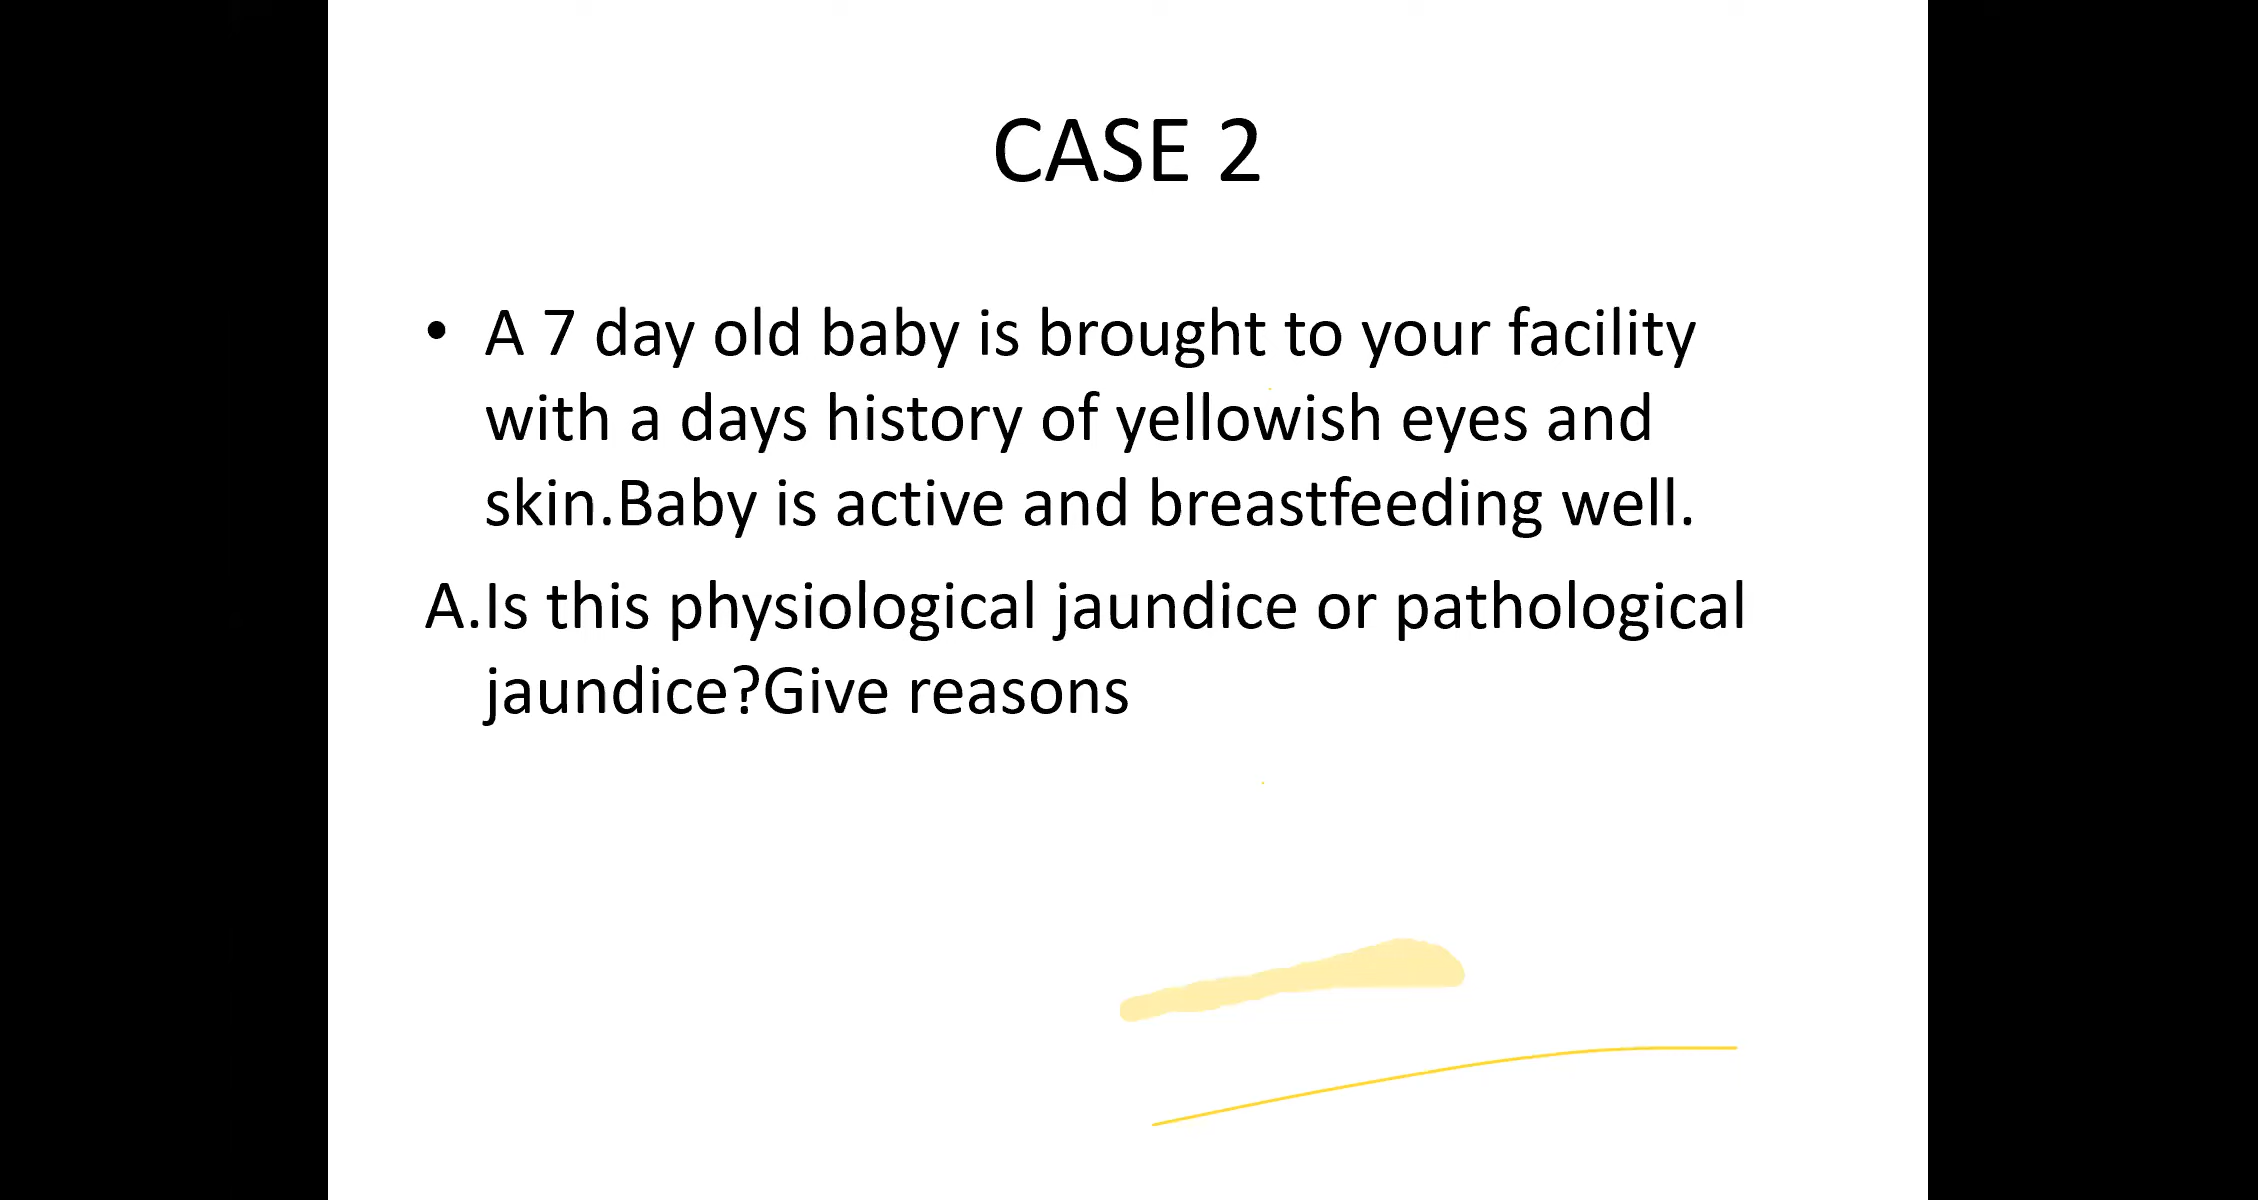 CASE 2
• A 7 day old baby is brought to your facility
with a days history of yellowish eyes and
skin.Baby is active and breastfeeding well.
A.Is this physiological jaundice or pathological
jaundice?Give reasons